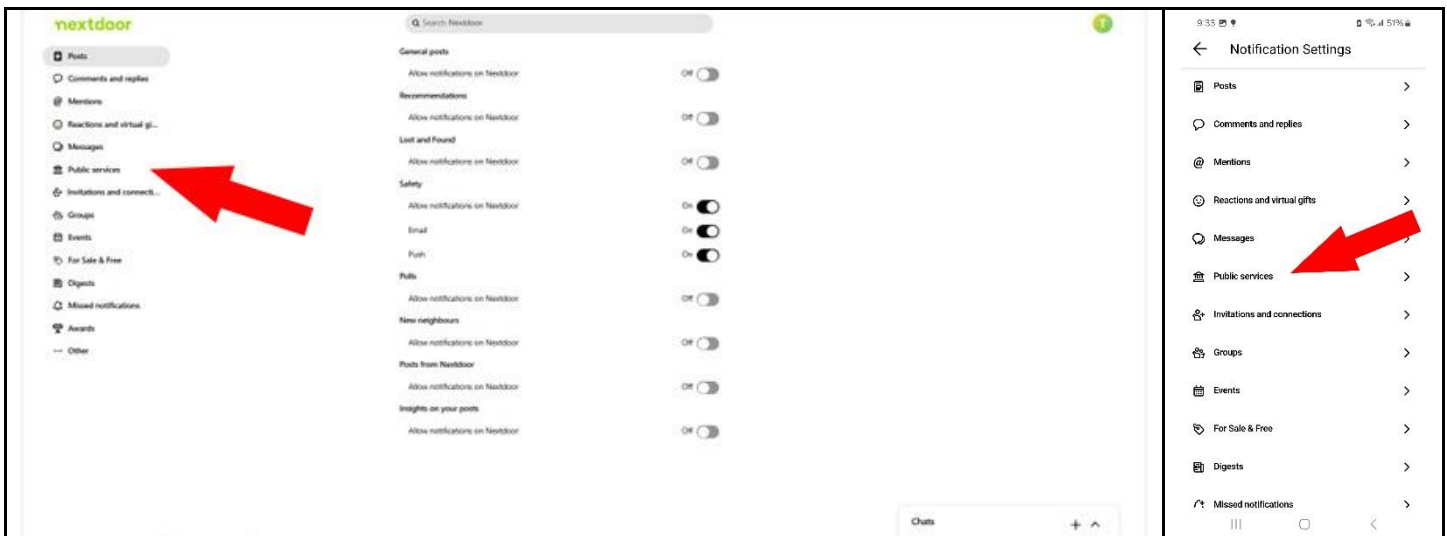 nextdoor
Search Nextdoor
Posts
Comments and replies
Mentions
Reactions and virtual gi...
Messages
Public services
Invitations and connecti...
Groups
Events
For Sale & Free
Digests
Missed notifications
Awards
Other
General posts
Allow notifications on Nextdoor Off
Recommendations
Allow notifications on Nextdoor Off
Lost and Found
Allow notifications on Nextdoor Off
Safety
Allow notifications on Nextdoor On
Email On
Push On
Polls
Allow notifications on Nextdoor Off
New neighbours
Allow notifications on Nextdoor Off
Posts from Nextdoor
Allow notifications on Nextdoor Off
Insights on your posts
Allow notifications on Nextdoor Off
Chats
9:33 51%
Notification Settings
Posts
Comments and replies
Mentions
Reactions and virtual gifts
Messages
Public services
Invitations and connections
Groups
Events
For Sale & Free
Digests
Missed notifications